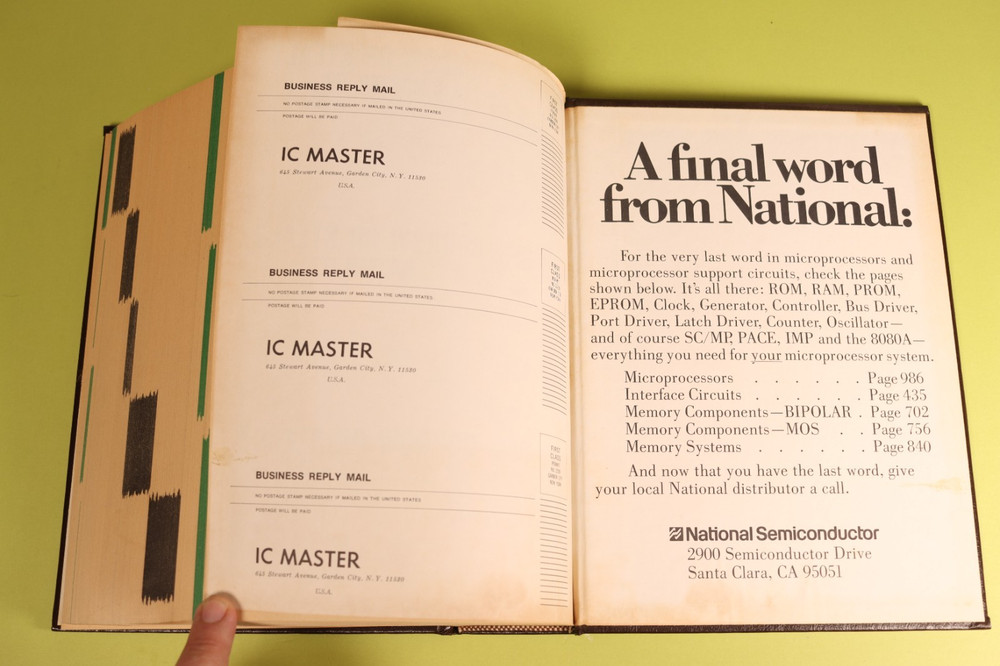 BUSINESS REPLY MAIL
NO POSTAGE STAMP NECESSARY IF MAILED IN THE UNITED STATES
POSTAGE WILL BE PAID
IC MASTER
645 Stewart Avenue, Garden City, N.Y. 11530
U.S.A.
BUSINESS REPLY MAIL
NO POSTAGE STAMP NECESSARY IF MAILED IN THE UNITED STATES
POSTAGE WILL BE PAID
IC MASTER
645 Stewart Avenue, Garden City, N.Y. 11530
U.S.A.
BUSINESS REPLY MAIL
NO POSTAGE STAMP NECESSARY IF MAILED IN THE UNITED STATES
POSTAGE WILL BE PAID
IC MASTER
645 Stewart Avenue, Garden City, N.Y. 11530
U.S.A.
FIRST
CLASS
FIRST
CLASS
FIRST
CLASS
A final word
from National:
For the very last word in microprocessors and
microprocessor support circuits, check the pages
shown below. It's all there: ROM, RAM, PROM,
EPROM, Clock, Generator, Controller, Bus Driver,
Port Driver, Latch Driver, Counter, Oscillator—
and of course SC/MP, PACE, IMP and the 8080A—
everything you need for your microprocessor system.
Microprocessors . . . . . . Page 986
Interface Circuits . . . . . . Page 435
Memory Components—BIPOLAR . Page 702
Memory Components—MOS . . Page 756
Memory Systems . . . . . . Page 840
And now that you have the last word, give
your local National distributor a call.
National Semiconductor
2900 Semiconductor Drive
Santa Clara, CA 95051